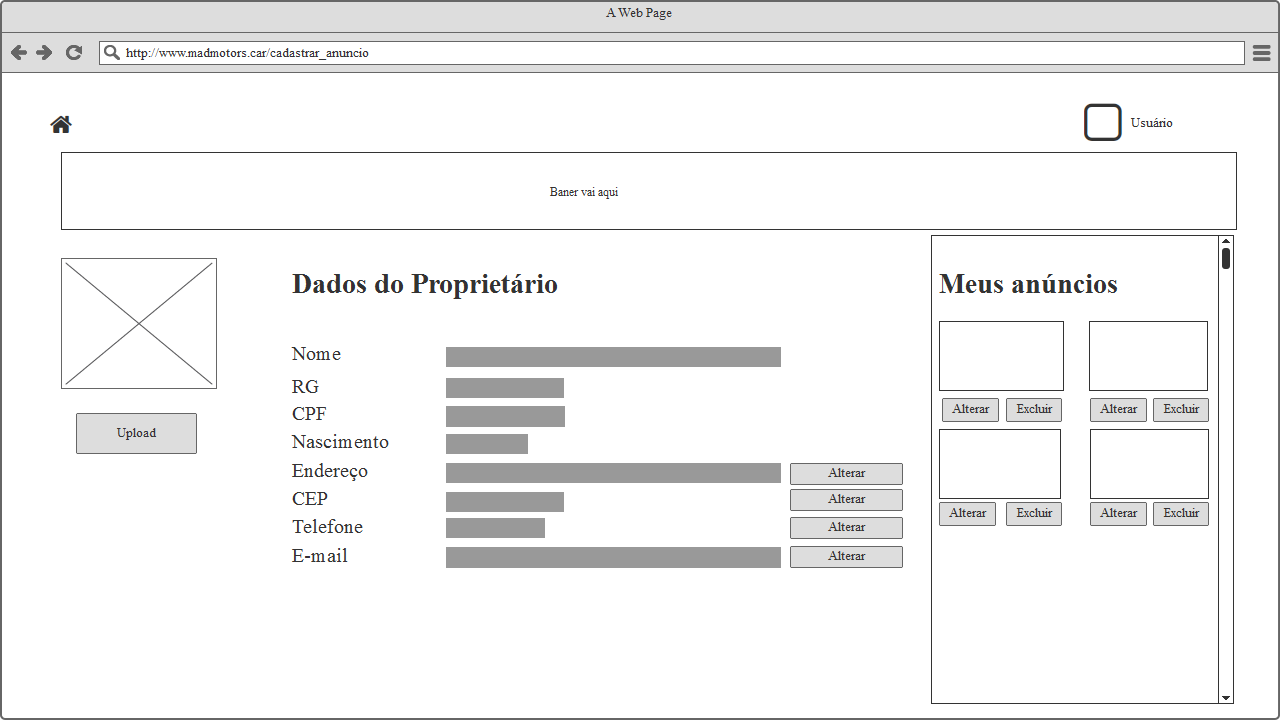 A Web Page
http://www.madmotors.car/cadastrar_anuncio
Usuário
Baner vai aqui
Upload
Dados do Proprietário
Nome
RG
CPF
Nascimento
Endereço Alterar
CEP Alterar
Telefone Alterar
E-mail Alterar
Meus anúncios
Alterar Excluir Alterar Excluir
Alterar Excluir Alterar Excluir